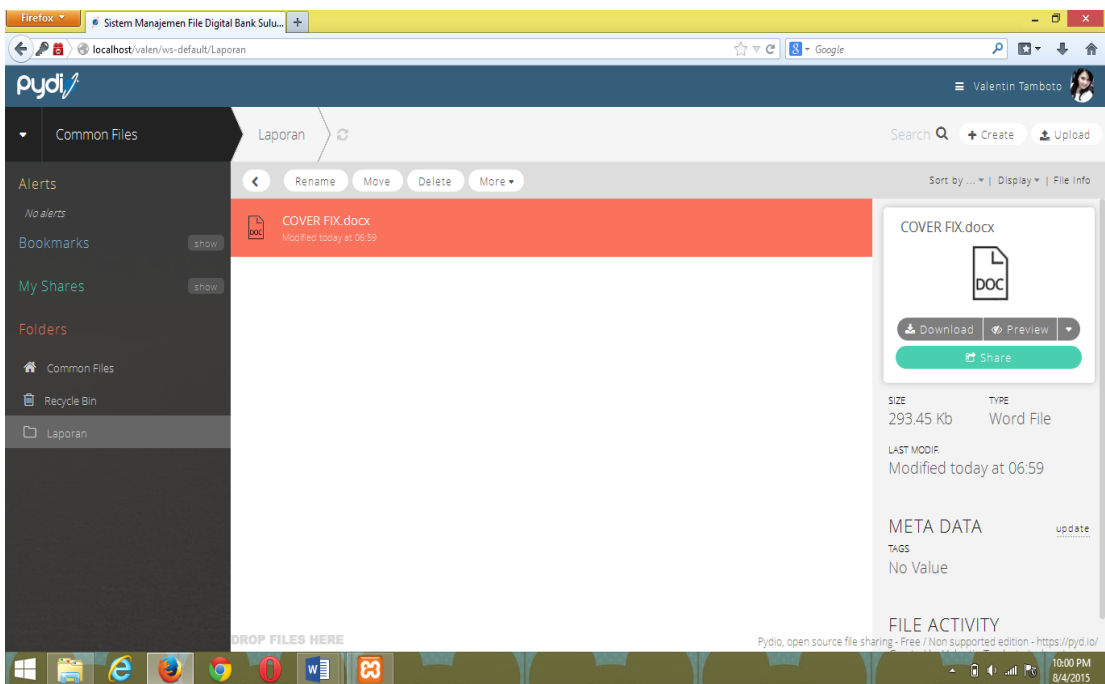 Firefox
Sistem Manajemen File Digital Bank Sulu... +
localhost/valen/ws-default/Laporan
Google
pydi
Valentin Tamboto
Common Files
Laporan
Search
+ Create
Upload
Alerts
Rename
Move
Delete
More
Sort by ... | Display | File Info
No alerts
Bookmarks
show
My Shares
show
Folders
Common Files
Recycle Bin
Laporan
DOC
COVER FIX.docx
Modified today at 06:59
COVER FIX.docx
DOC
Download
Preview
Share
SIZE
TYPE
293.45 Kb
Word File
LAST MODIF.
Modified today at 06:59
META DATA
update
TAGS
No Value
FILE ACTIVITY
DROP FILES HERE
Pydio, open source file sharing - Free / Non supported edition - https://pyd.io/
10:00 PM
8/4/2015